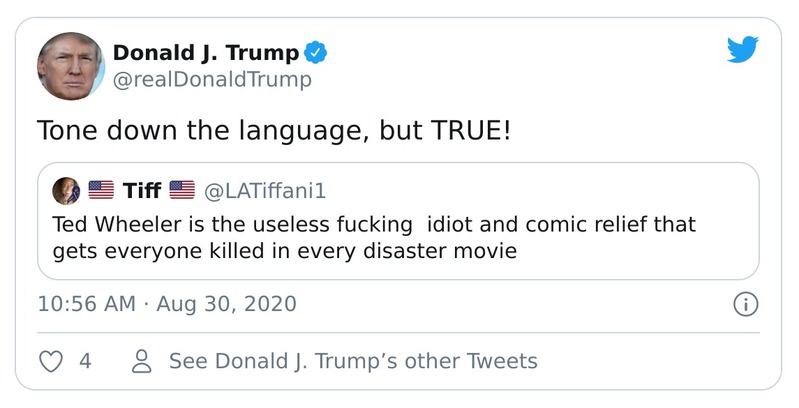 Donald J. Trump
@realDonaldTrump
Tone down the language, but TRUE!
Tiff @LATiffani1
Ted Wheeler is the useless fucking  idiot and comic relief that
gets everyone killed in every disaster movie
10:56 AM · Aug 30, 2020
4 See Donald J. Trump’s other Tweets